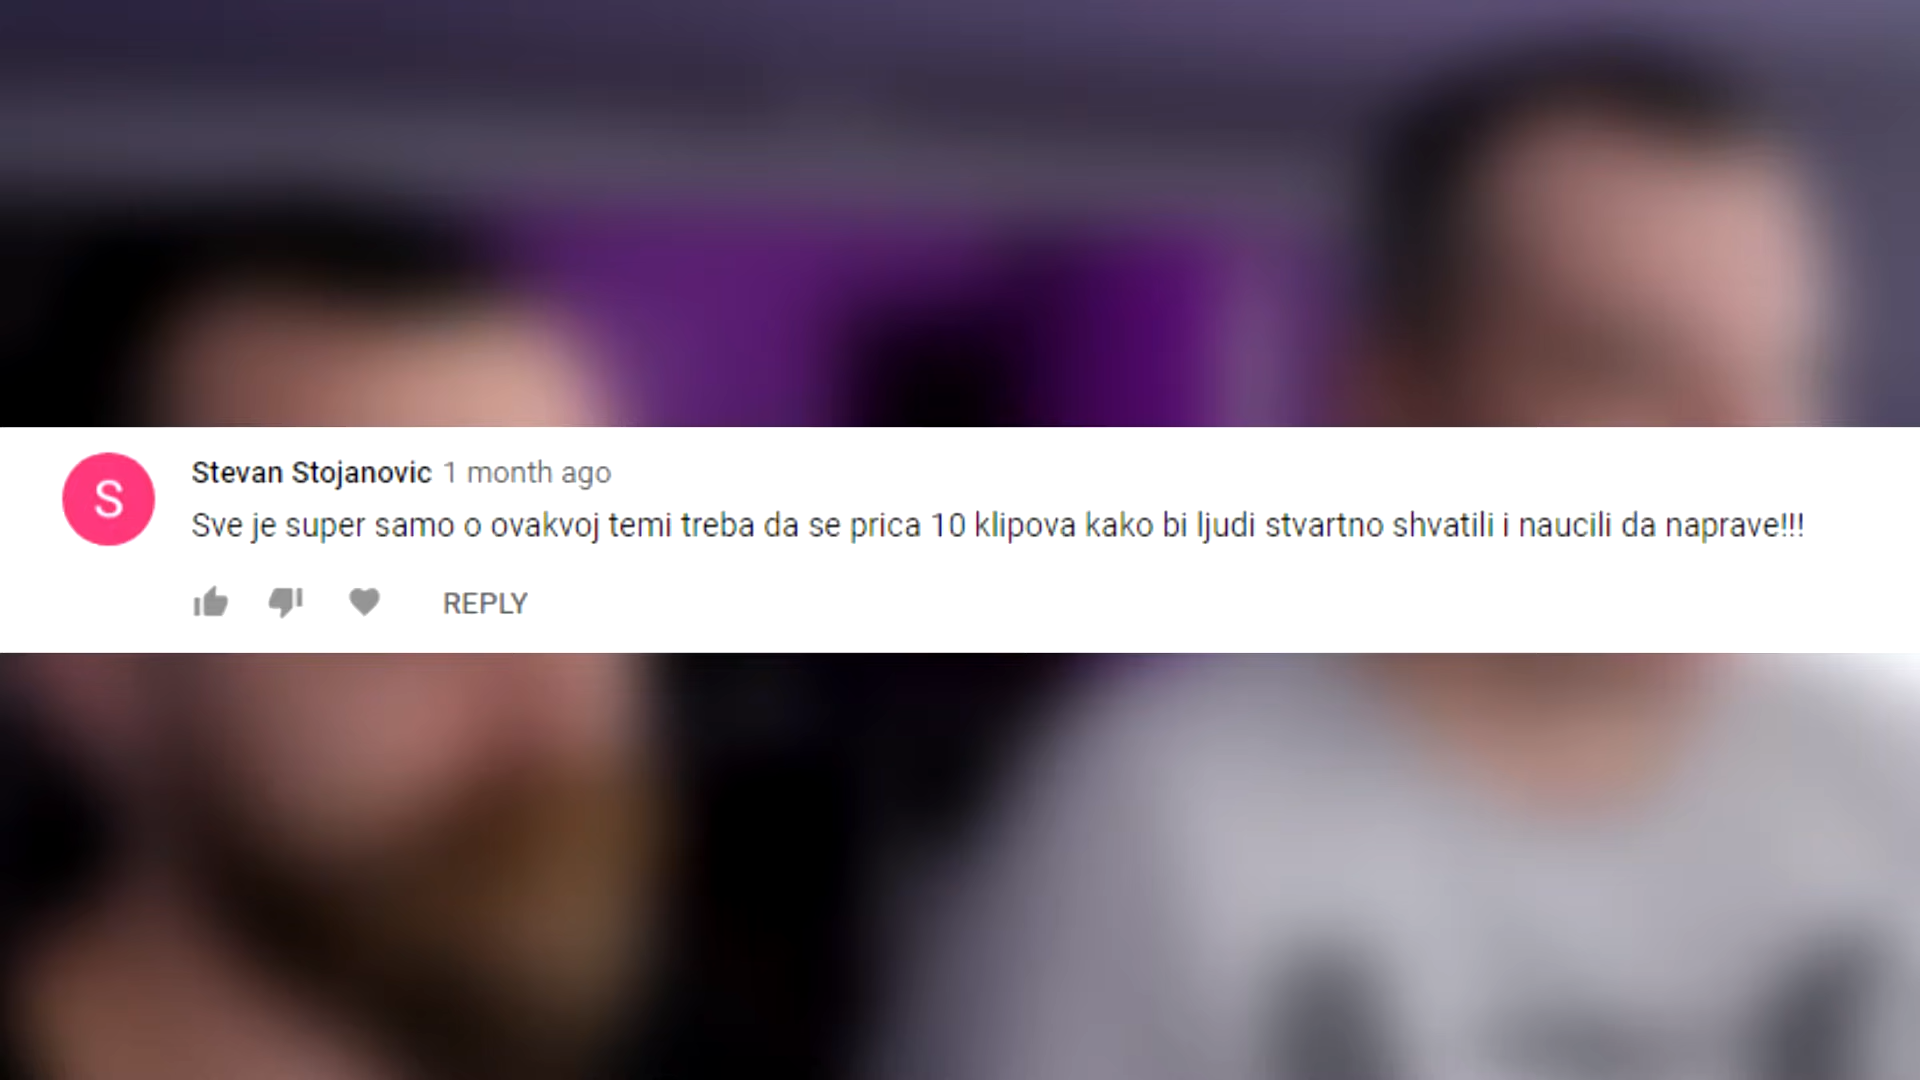 S
Stevan Stojanovic 1 month ago
Sve je super samo o ovakvoj temi treba da se prica 10 klipova kako bi ljudi stvartno shvatili i naucili da naprave!!!
REPLY